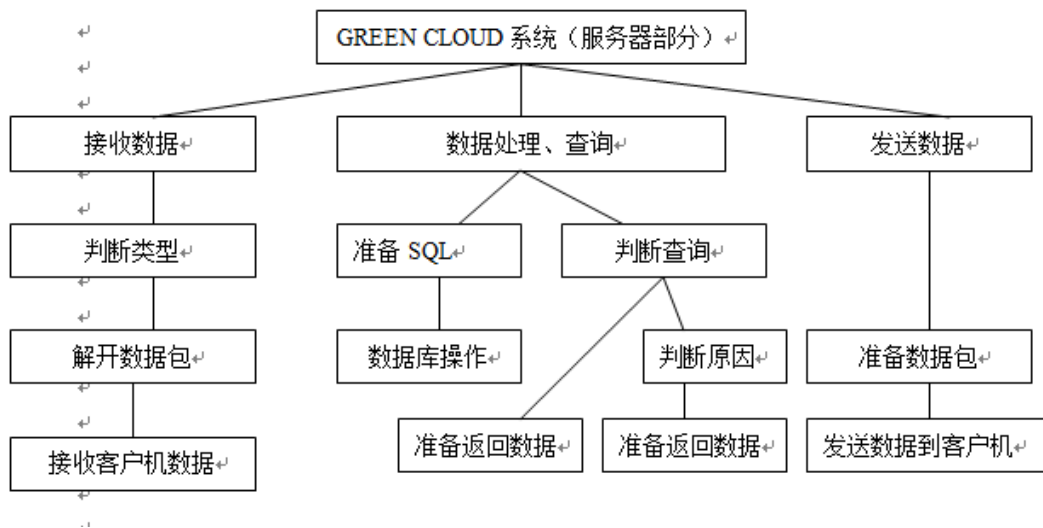 GREEN CLOUD 系统（服务器部分）
接收数据
数据处理、查询
发送数据
判断类型
准备 SQL
判断查询
解开数据包
数据库操作
判断原因
准备数据包
准备返回数据
准备返回数据
发送数据到客户机
接收客户机数据